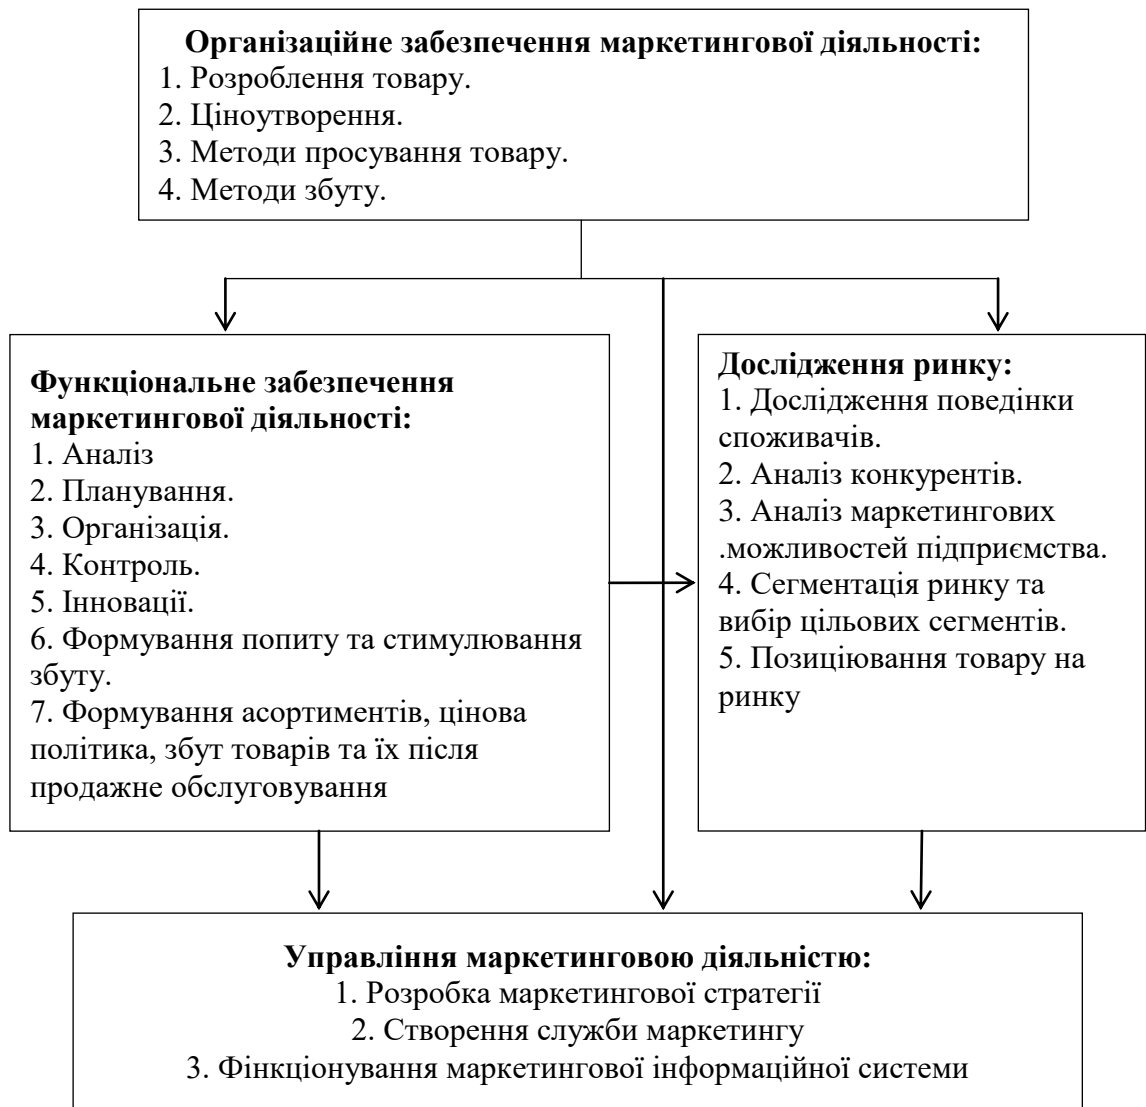 Організаційне забезпечення маркетингової діяльності:
1. Розроблення товару.
2. Ціноутворення.
3. Методи просування товару.
4. Методи збуту.
Функціональне забезпечення
маркетингової діяльності:
1. Аналіз
2. Планування.
3. Організація.
4. Контроль.
5. Інновації.
6. Формування попиту та стимулювання
збуту.
7. Формування асортиментів, цінова
політика, збут товарів та їх після
продажне обслуговування
Дослідження ринку:
1. Дослідження поведінки
споживачів.
2. Аналіз конкурентів.
3. Аналіз маркетингових
.можливостей підприємства.
4. Сегментація ринку та
вибір цільових сегментів.
5. Позиціювання товару на
ринку
Управління маркетинговою діяльністю:
1. Розробка маркетингової стратегії
2. Створення служби маркетингу
3. Фінкціонування маркетингової інформаційної системи